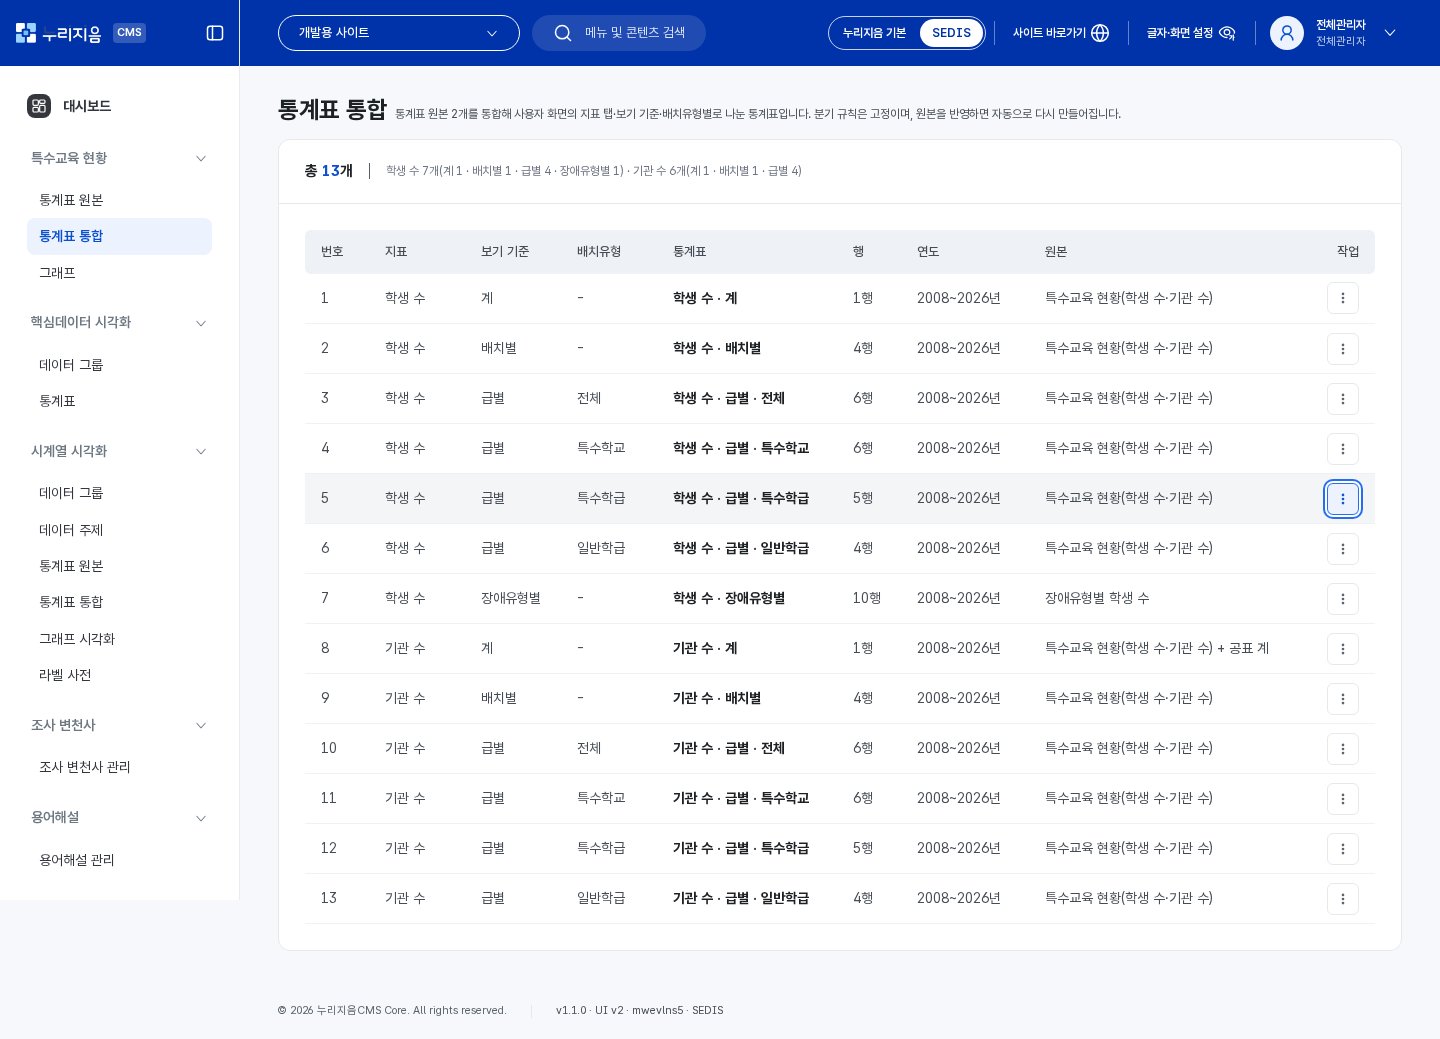 누리지음 CMS
개발용 사이트
메뉴 및 콘텐츠 검색
누리지음 기본 SEDIS
사이트 바로가기
글자·화면 설정
전체관리자
전체관리자
대시보드
특수교육 현황
통계표 원본
통계표 통합
그래프
핵심데이터 시각화
데이터 그룹
통계표
시계열 시각화
데이터 그룹
데이터 주제
통계표 원본
통계표 통합
그래프 시각화
라벨 사전
조사 변천사
조사 변천사 관리
용어해설
용어해설 관리
통계표 통합 통계표 원본 2개를 통합해 사용자 화면의 지표 탭·보기 기준·배치유형별로 나눈 통계표입니다. 분기 규칙은 고정이며, 원본을 반영하면 자동으로 다시 만들어집니다.
총 13개 학생 수 7개(계 1 · 배치별 1 · 급별 4 · 장애유형별 1) · 기관 수 6개(계 1 · 배치별 1 · 급별 4)
번호 지표 보기 기준 배치유형 통계표 행 연도 원본 작업
1 학생 수 계 - 학생 수 · 계 1행 2008~2026년 특수교육 현황(학생 수·기관 수)
2 학생 수 배치별 - 학생 수 · 배치별 4행 2008~2026년 특수교육 현황(학생 수·기관 수)
3 학생 수 급별 전체 학생 수 · 급별 · 전체 6행 2008~2026년 특수교육 현황(학생 수·기관 수)
4 학생 수 급별 특수학교 학생 수 · 급별 · 특수학교 6행 2008~2026년 특수교육 현황(학생 수·기관 수)
5 학생 수 급별 특수학급 학생 수 · 급별 · 특수학급 5행 2008~2026년 특수교육 현황(학생 수·기관 수)
6 학생 수 급별 일반학급 학생 수 · 급별 · 일반학급 4행 2008~2026년 특수교육 현황(학생 수·기관 수)
7 학생 수 장애유형별 - 학생 수 · 장애유형별 10행 2008~2026년 장애유형별 학생 수
8 기관 수 계 - 기관 수 · 계 1행 2008~2026년 특수교육 현황(학생 수·기관 수) + 공표 계
9 기관 수 배치별 - 기관 수 · 배치별 4행 2008~2026년 특수교육 현황(학생 수·기관 수)
10 기관 수 급별 전체 기관 수 · 급별 · 전체 6행 2008~2026년 특수교육 현황(학생 수·기관 수)
11 기관 수 급별 특수학교 기관 수 · 급별 · 특수학교 6행 2008~2026년 특수교육 현황(학생 수·기관 수)
12 기관 수 급별 특수학급 기관 수 · 급별 · 특수학급 5행 2008~2026년 특수교육 현황(학생 수·기관 수)
13 기관 수 급별 일반학급 기관 수 · 급별 · 일반학급 4행 2008~2026년 특수교육 현황(학생 수·기관 수)
© 2026 누리지음CMS Core. All rights reserved. v1.1.0 · UI v2 · mwevlns5 · SEDIS